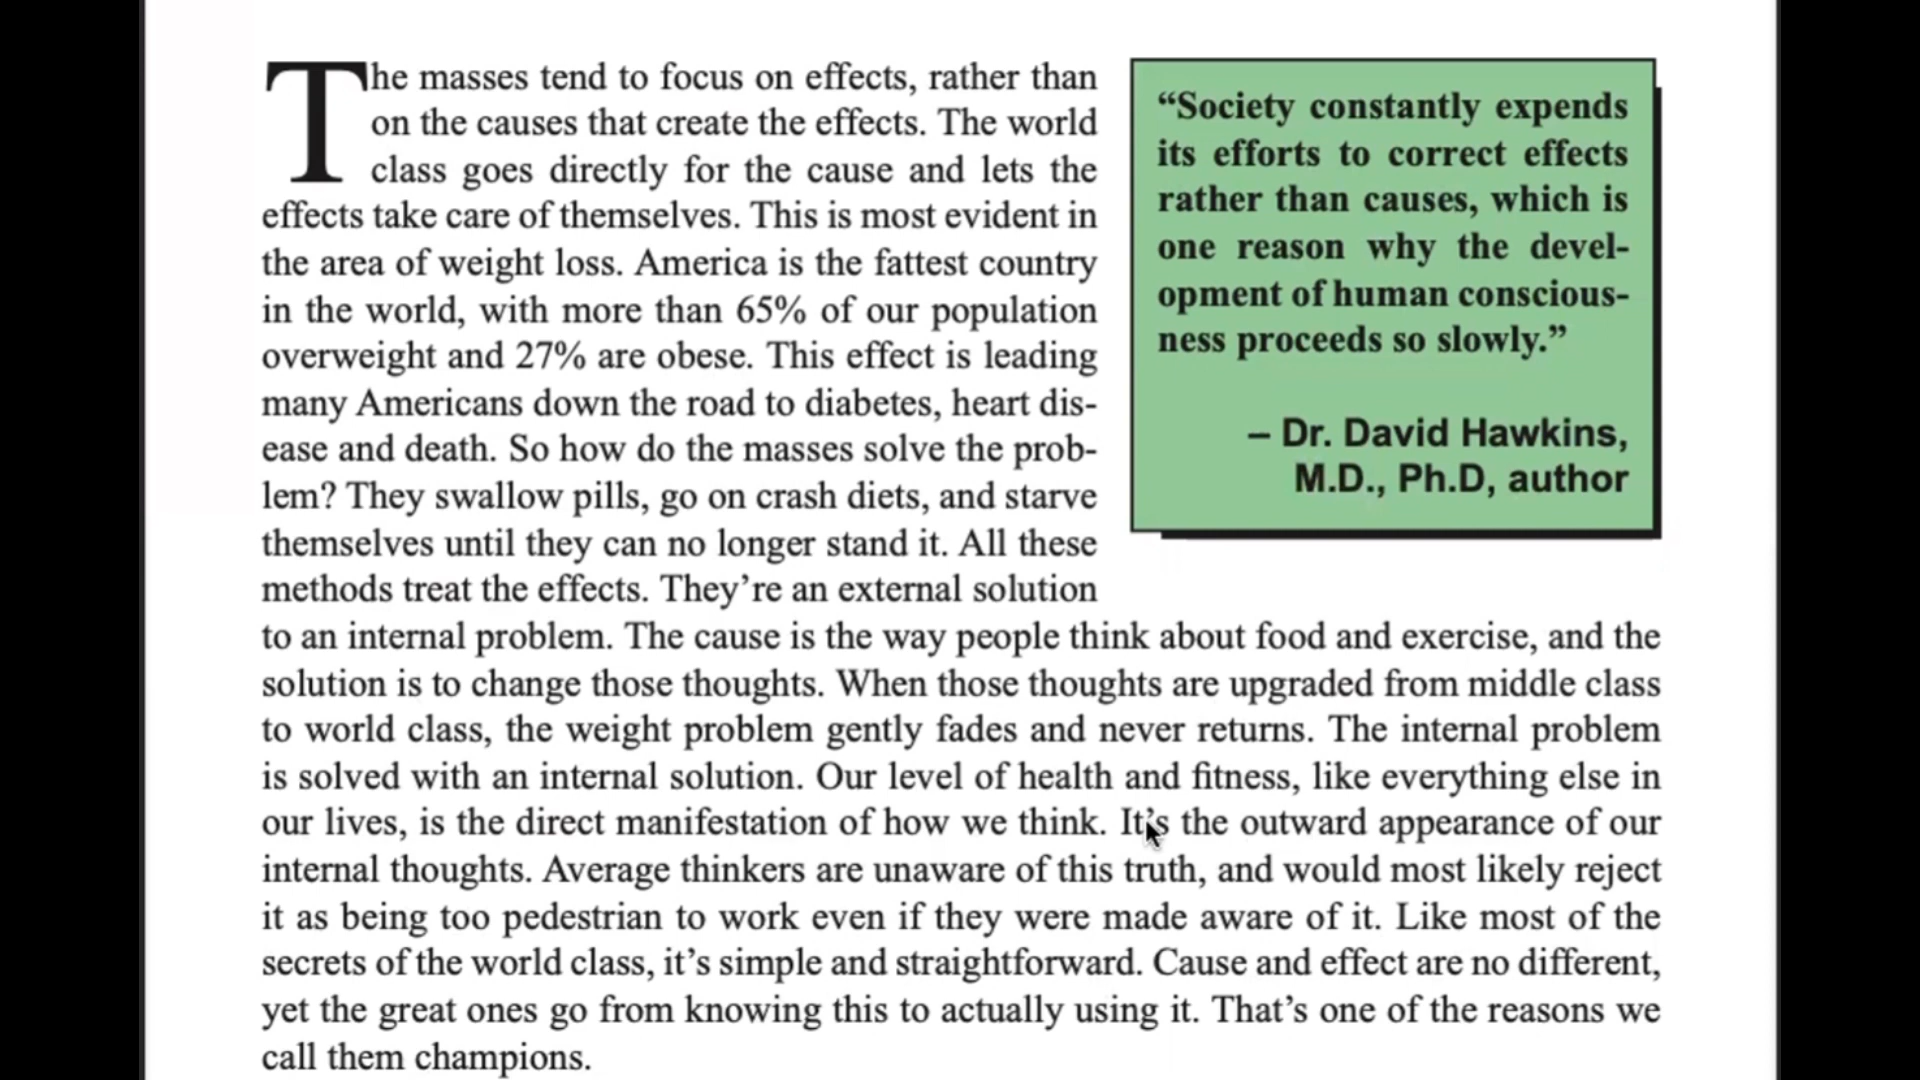 The masses tend to focus on effects, rather than
on the causes that create the effects. The world
class goes directly for the cause and lets the
effects take care of themselves. This is most evident in
the area of weight loss. America is the fattest country
in the world, with more than 65% of our population
overweight and 27% are obese. This effect is leading
many Americans down the road to diabetes, heart dis-
ease and death. So how do the masses solve the prob-
lem? They swallow pills, go on crash diets, and starve
themselves until they can no longer stand it. All these
methods treat the effects. They’re an external solution
to an internal problem. The cause is the way people think about food and exercise, and the
solution is to change those thoughts. When those thoughts are upgraded from middle class
to world class, the weight problem gently fades and never returns. The internal problem
is solved with an internal solution. Our level of health and fitness, like everything else in
our lives, is the direct manifestation of how we think. It’s the outward appearance of our
internal thoughts. Average thinkers are unaware of this truth, and would most likely reject
it as being too pedestrian to work even if they were made aware of it. Like most of the
secrets of the world class, it’s simple and straightforward. Cause and effect are no different,
yet the great ones go from knowing this to actually using it. That’s one of the reasons we
call them champions.
“Society constantly expends
its efforts to correct effects
rather than causes, which is
one reason why the devel-
opment of human conscious-
ness proceeds so slowly.”
– Dr. David Hawkins,
M.D., Ph.D, author